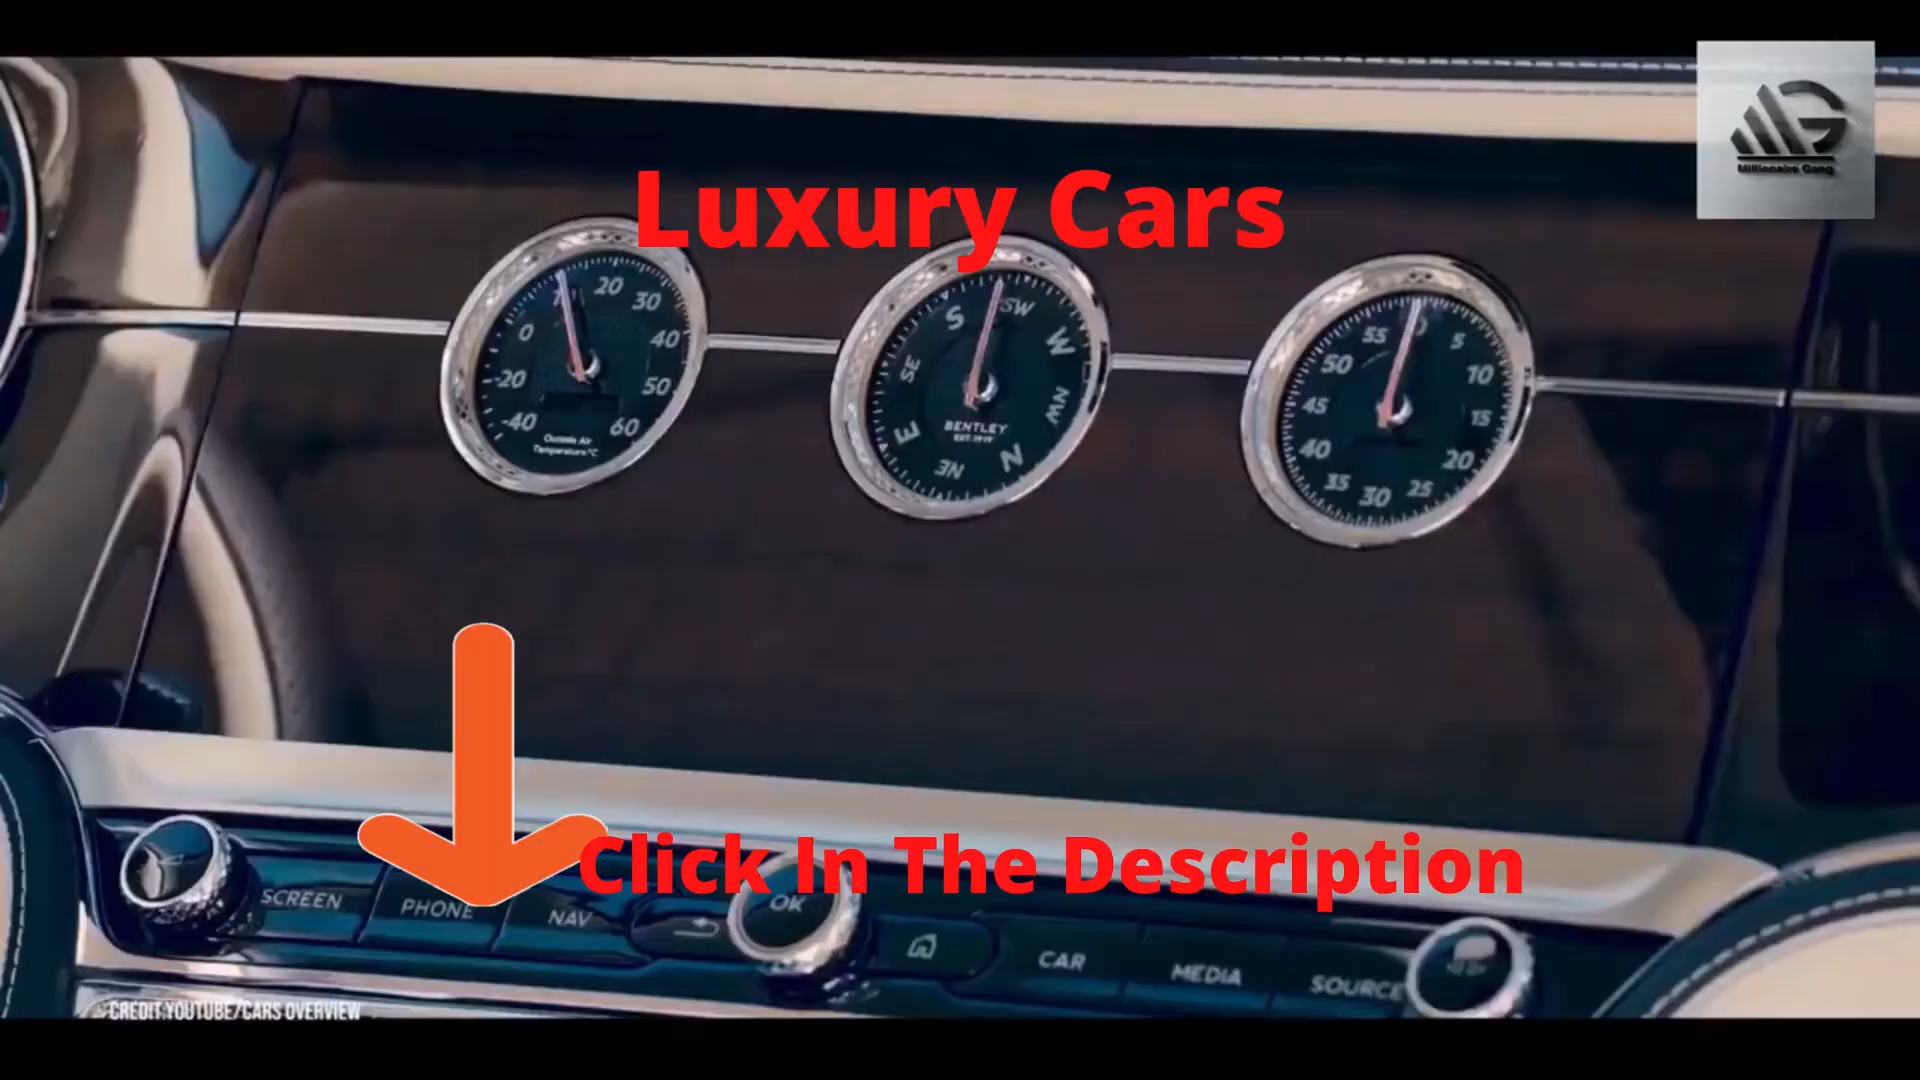 Luxury Cars
Millionaire Gang
20
30
0
40
-20
50
-40
60
Outside Air
Temperature °C
S
SW
W
SE
NW
BENTLEY
EST. 1919
E
NE
N
55
5
50
10
45
15
40
20
35
30
25
Click In The Description
SCREEN
PHONE
NAV
OK
CAR
MEDIA
SOURCE
CREDIT:YOUTUBE/CARS OVERVIEW